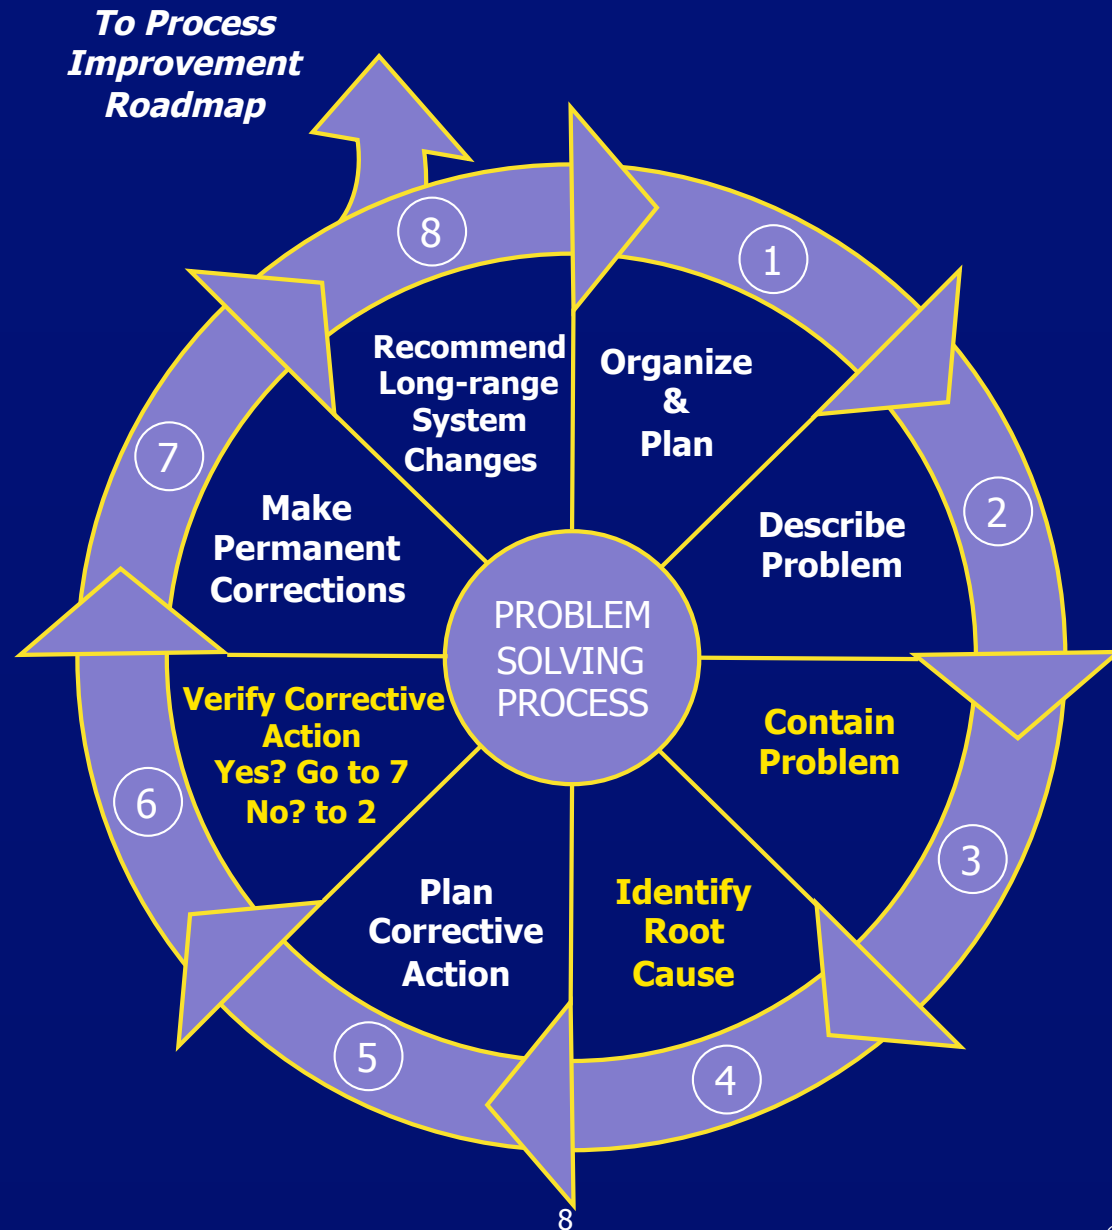 To Process
Improvement
Roadmap
8
1
Recommend
Long-range
System
Changes
Organize
&
Plan
7
2
Make
Permanent
Corrections
Describe
Problem
PROBLEM
SOLVING
PROCESS
Verify Corrective
Action
Yes? Go to 7
No? to 2
Contain
Problem
6
3
Plan
Corrective
Action
Identify
Root
Cause
5
4
8